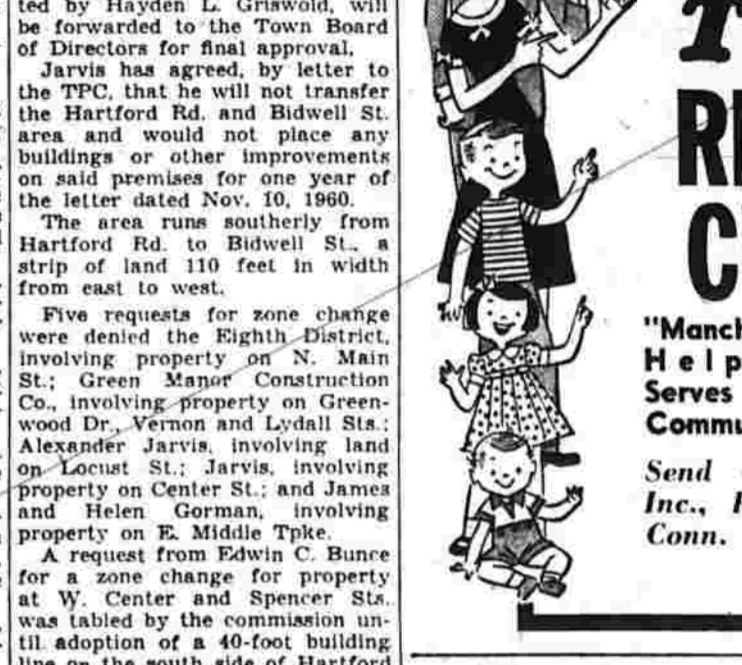 ted by Hayden L. Griswold, will
be forwarded to the Town Board
of Directors for final approval.
Jarvis has agreed, by letter to
the TPC, that he will not transfer
the Hartford Rd. and Bidwell St.
area and would not place any
buildings or other improvements
on said premises for one year of
the letter dated Nov. 10, 1960.
The area runs southerly from
Hartford Rd. to Bidwell St., a
strip of land 110 feet in width
from east to west.
Five requests for zone change
were denied the Eighth District,
involving property on N. Main
St.; Green Manor Construction
Co., involving property on Green-
wood Dr., Vernon and Lydall Sts.;
Alexander Jarvis, involving land
on Locust St.; Jarvis, involving
property on Center St.; and James
and Helen Gorman, involving
property on E. Middle Tpke.
A request from Edwin C. Bunce
for a zone change for property
at W. Center and Spencer Sts.
was tabled by the commission un-
til adoption of a 40-foot building
line on the south side of Hartford
"Manch
Help
Serves
Commu
Send
Inc.,
Conn.